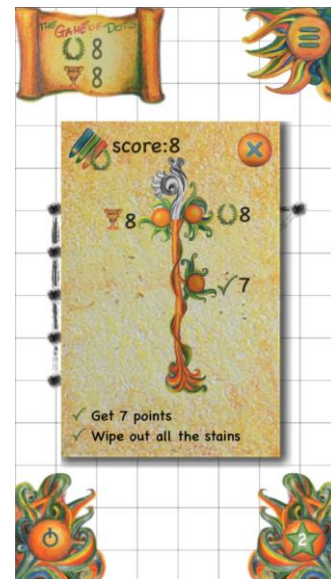 THE GAME OF DOTS
8
8
score:8
8 8
7
✓ Get 7 points
✓ Wipe out all the stains
2